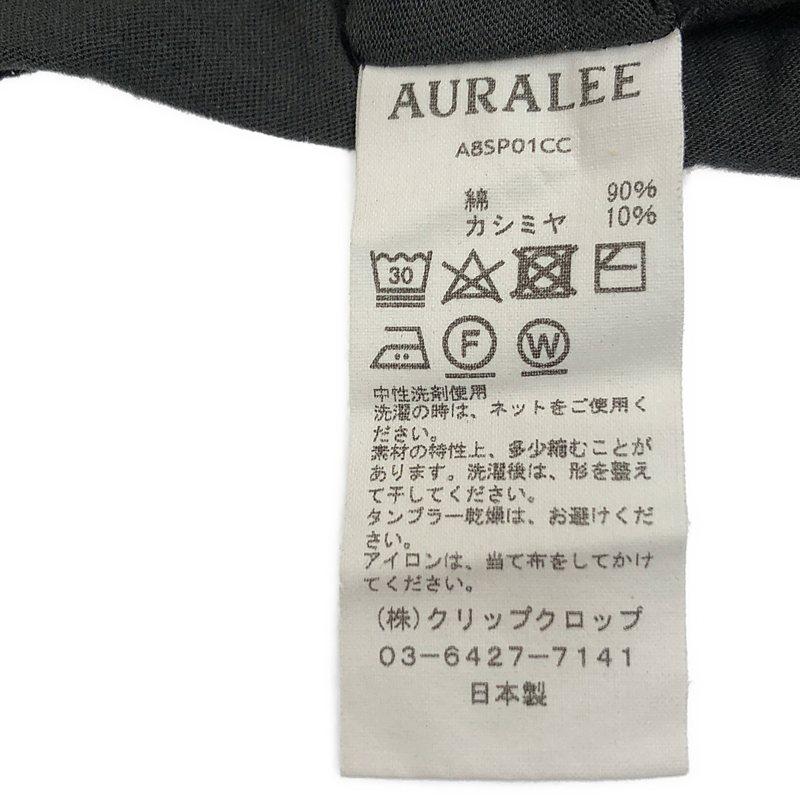 AURALEE
A8SP01CC
綿 90%
カシミヤ 10%
30
F W
中性洗剤使用
洗濯の時は、ネットをご使用く
ださい。
素材の特性上、多少縮むことが
あります。洗濯後は、形を整え
て干してください。
タンブラー乾燥は、お避けくだ
さい。
アイロンは、当て布をしてかけ
てください。
(株)クリップクロップ
03-6427-7141
日本製